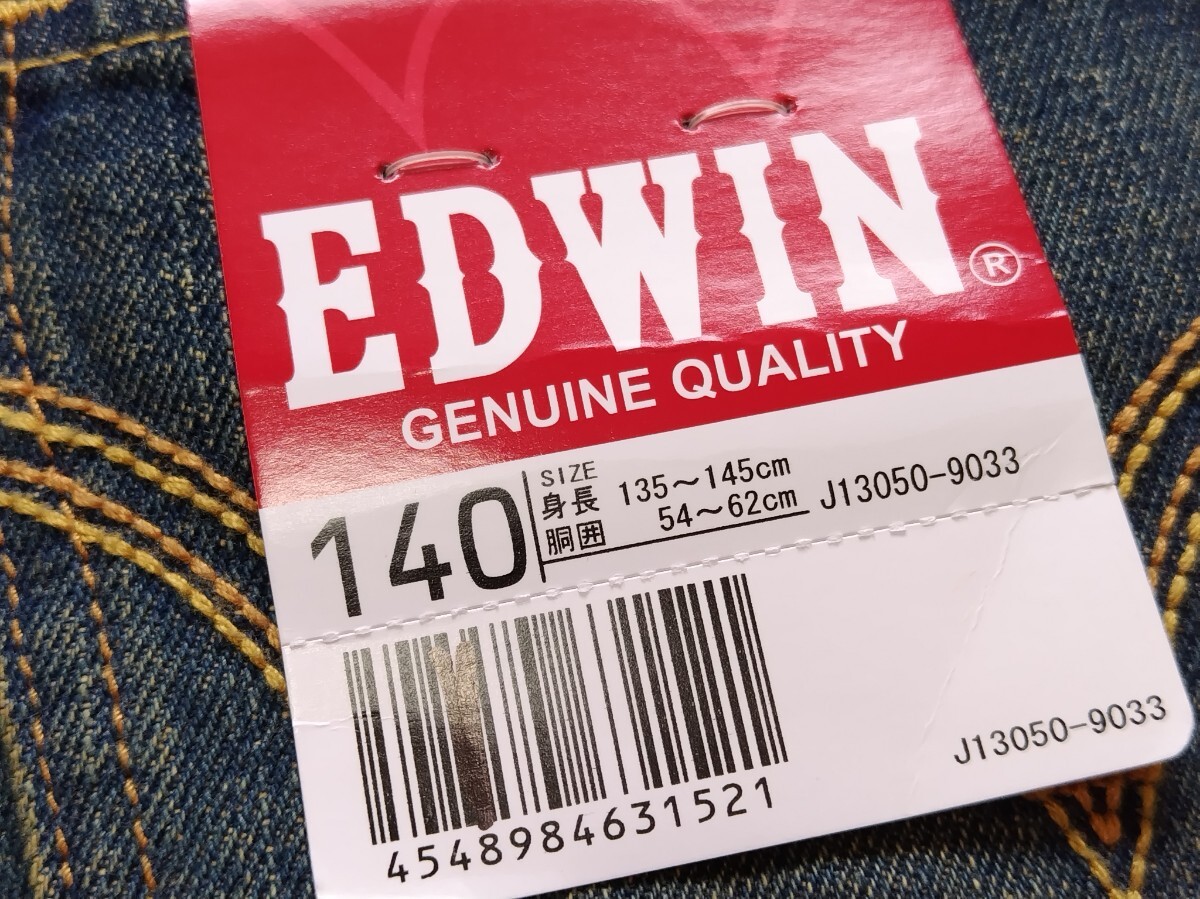 EDWIN®
GENUINE QUALITY
140
SIZE
身長 135～145cm
胴囲 54～62cm
J13050-9033
4548984631521
J13050-9033